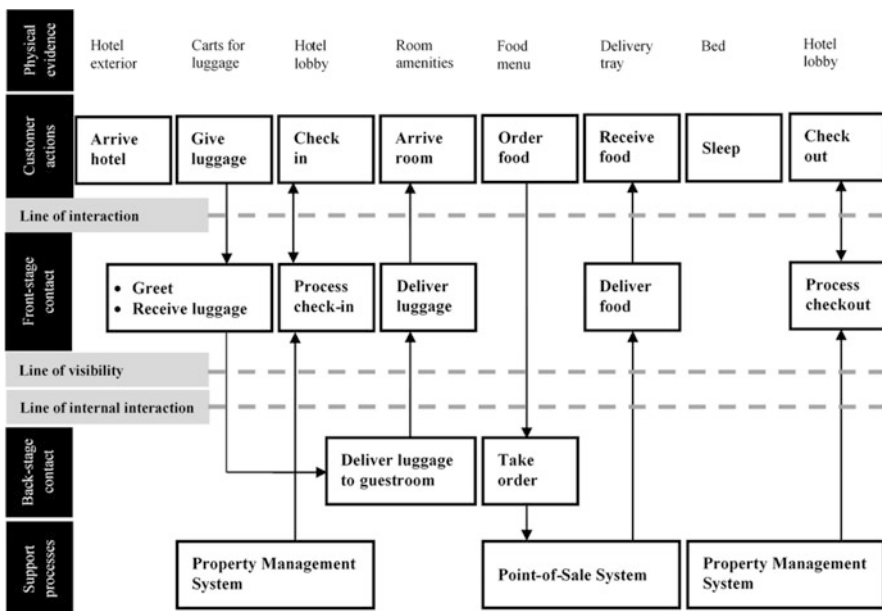 Physical
evidence
Hotel
exterior
Carts for
luggage
Hotel
lobby
Room
amenities
Food
menu
Delivery
tray
Bed
Hotel
lobby
Customer
actions
Arrive
hotel
Give
luggage
Check
in
Arrive
room
Order
food
Receive
food
Sleep
Check
out
Line of interaction
Front-stage
contact
• Greet
• Receive luggage
Process
check-in
Deliver
luggage
Deliver
food
Process
checkout
Line of visibility
Line of internal interaction
Back-stage
contact
Deliver luggage
to guestroom
Take
order
Support
processes
Property Management
System
Point-of-Sale System
Property Management
System